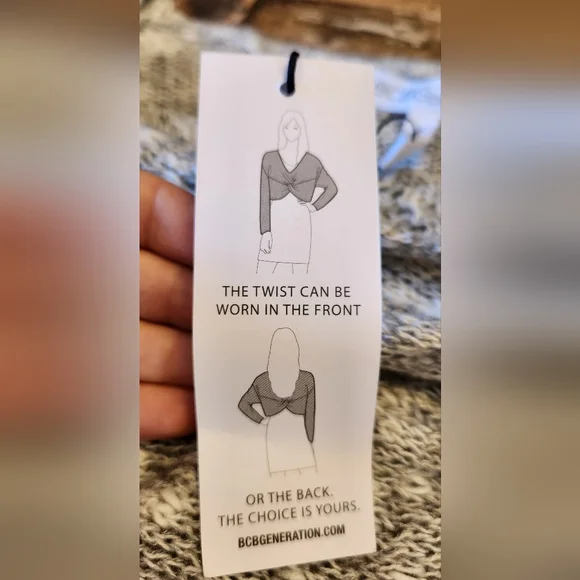 THE TWIST CAN BE
WORN IN THE FRONT
OR THE BACK.
THE CHOICE IS YOURS.
BCBGENERATION.COM